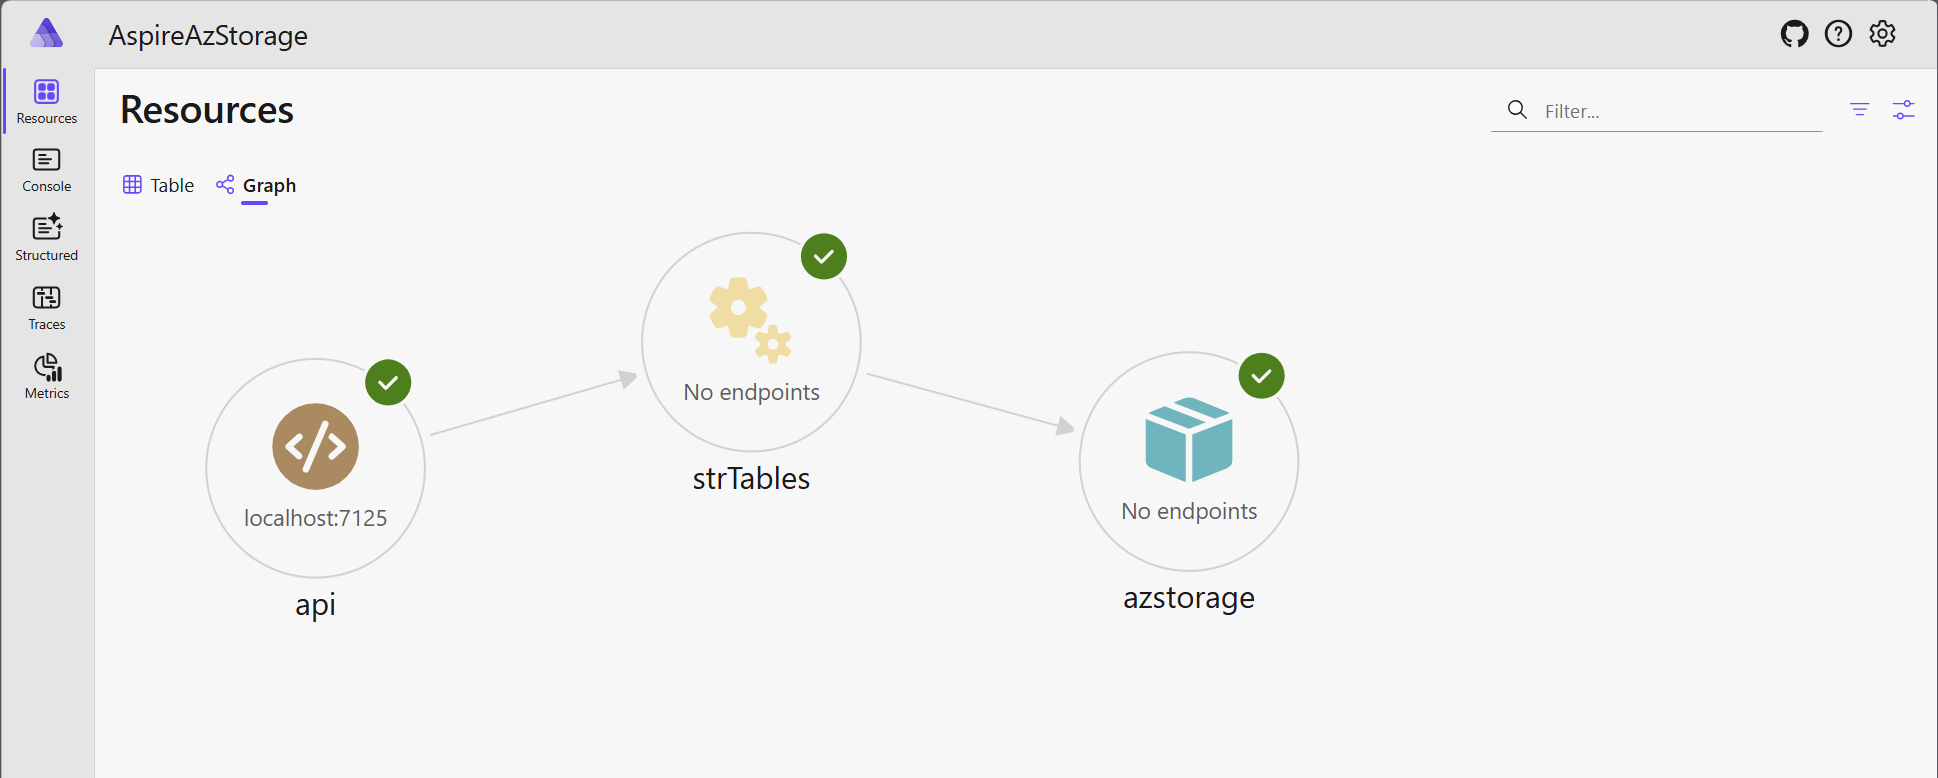 AspireAzStorage
Resources
Console
Structured
Traces
Metrics
Resources
Filter...
Table
Graph
No endpoints
strTables
localhost:7125
api
No endpoints
azstorage